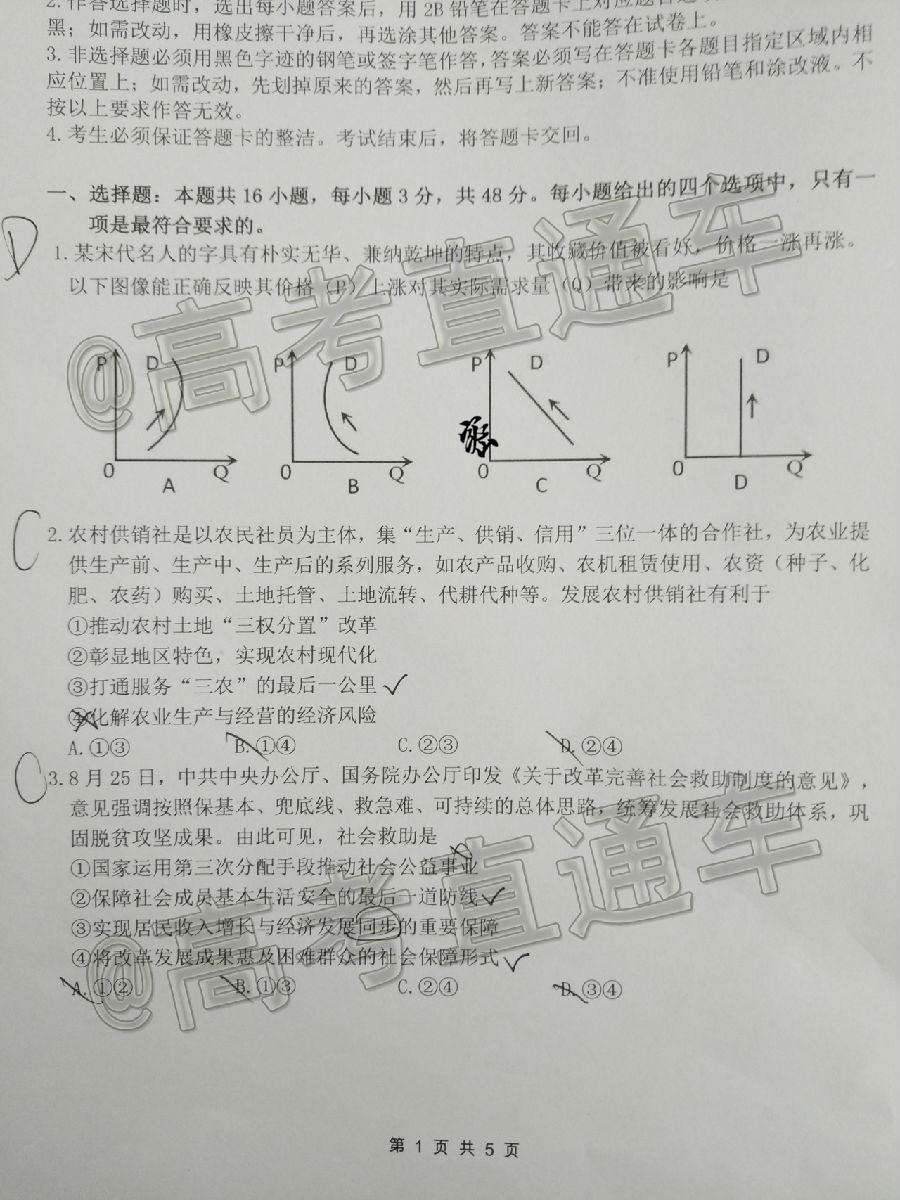 2.作答选择题时，选出每小题答案后，用2B铅笔在答题卡上对应题目选项
黑；如需改动，用橡皮擦干净后，再选涂其他答案。答案不能答在试卷上。
3.非选择题必须用黑色字迹的钢笔或签字笔作答，答案必须写在答题卡各题目指定区域内相
应位置上；如需改动，先划掉原来的答案，然后再写上新答案；不准使用铅笔和涂改液。不
按以上要求作答无效。
4.考生必须保证答题卡的整洁。考试结束后，将答题卡交回。
一、选择题：本题共16小题，每小题3分，共48分。每小题给出的四个选项中，只有一
项是最符合要求的。
D
1.某宋代名人的字具有朴实无华、兼纳乾坤的特点，其收藏价值被看好，价格一涨再涨。
以下图像能正确反映其价格（P）上涨对其实际需求量（Q）带来的影响是
@高考直通车
P D P D P D P D
0 Q 0 Q 0 Q 0 Q
A B C D
C
2.农村供销社是以农民社员为主体，集“生产、供销、信用”三位一体的合作社，为农业提
供生产前、生产中、生产后的系列服务，如农产品收购、农机租赁使用、农资（种子、化
肥、农药）购买、土地托管、土地流转、代耕代种等。发展农村供销社有利于
①推动农村土地“三权分置”改革
②彰显地区特色，实现农村现代化
③打通服务“三农”的最后一公里
④化解农业生产与经营的经济风险
A.①③ B.①④ C.②③ D.②④
C
3.8月25日，中共中央办公厅、国务院办公厅印发《关于改革完善社会救助制度的意见》，
意见强调按照保基本、兜底线、救急难、可持续的总体思路，统筹发展社会救助体系，巩
固脱贫攻坚成果。由此可见，社会救助是
①国家运用第三次分配手段推动社会公益事业
②保障社会成员基本生活安全的最后一道防线
③实现居民收入增长与经济发展同步的重要保障
④将改革发展成果惠及困难群众的社会保障形式
@高考直通车
A.①② B.①③ C.②④ D.③④
第1页共5页